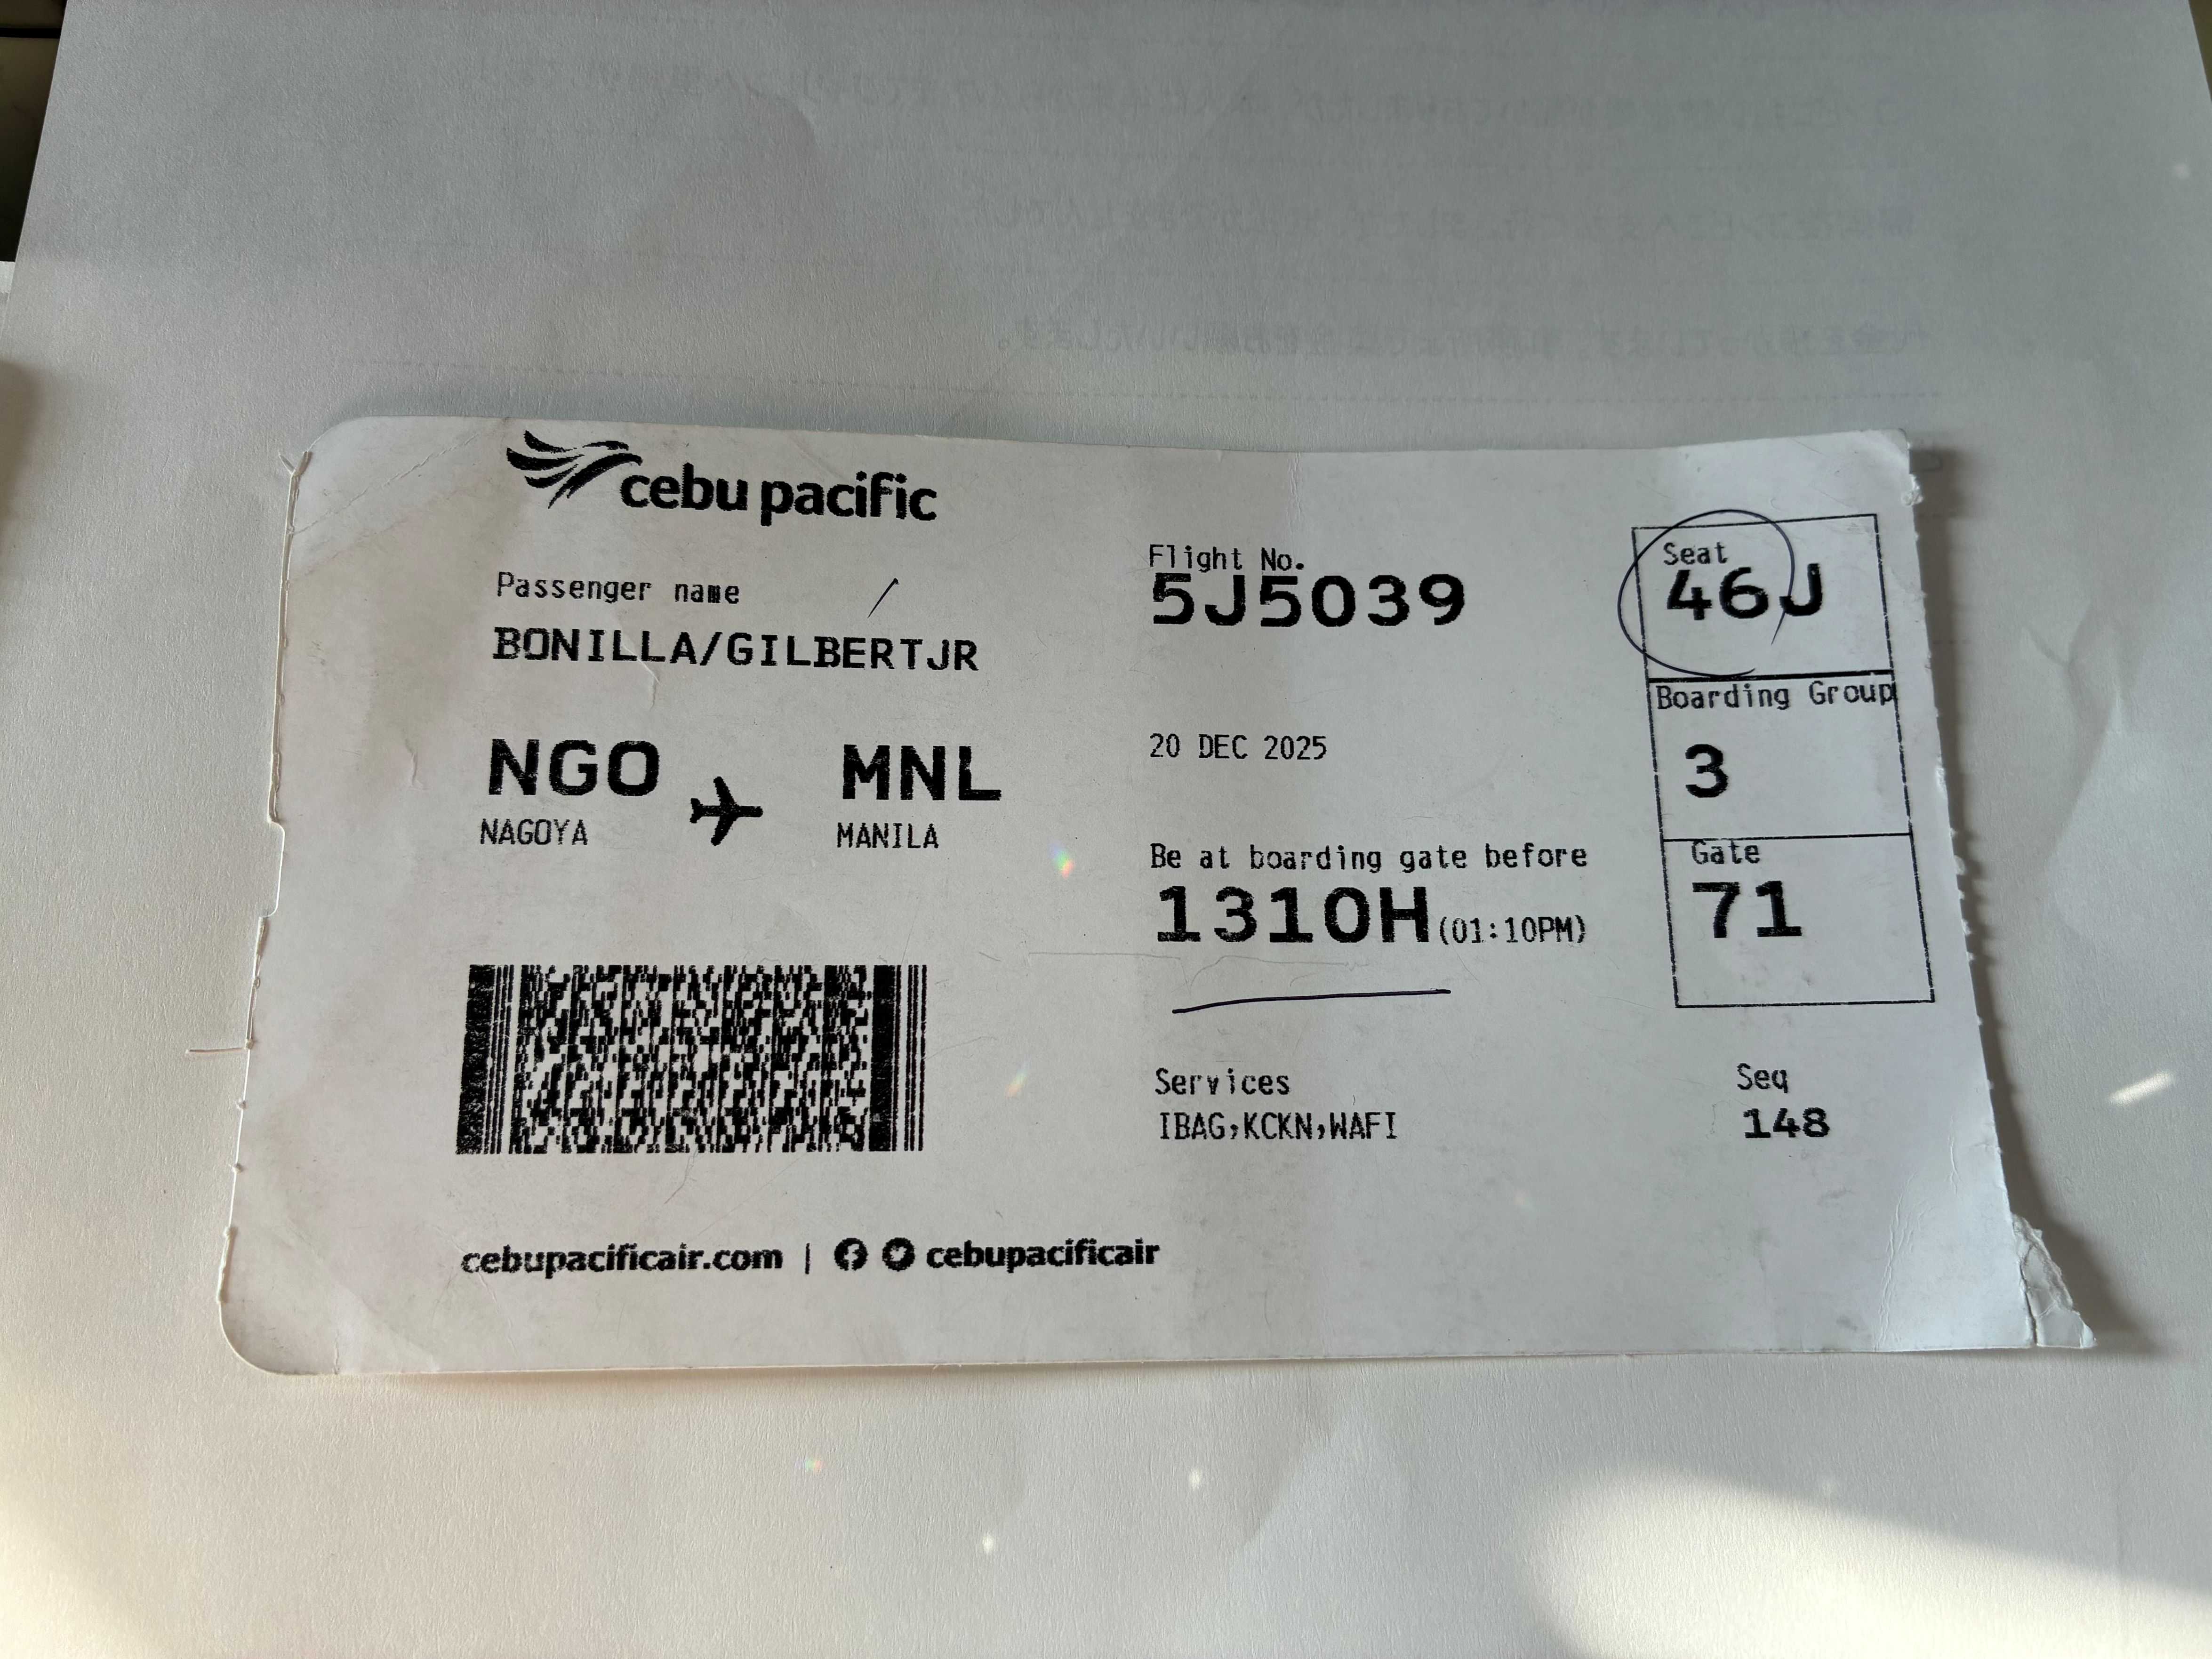 cebu pacific
Passenger name
BONILLA/GILBERTJR
NGO MNL
NAGOYA MANILA
Flight No.
5J5039
20 DEC 2025
Be at boarding gate before
1310H(01:10PM)
Services
IBAG,KCKN,WAFI
Seat
46J
Boarding Group
3
Gate
71
Seq
148
cebupacificair.com | cebupacificair